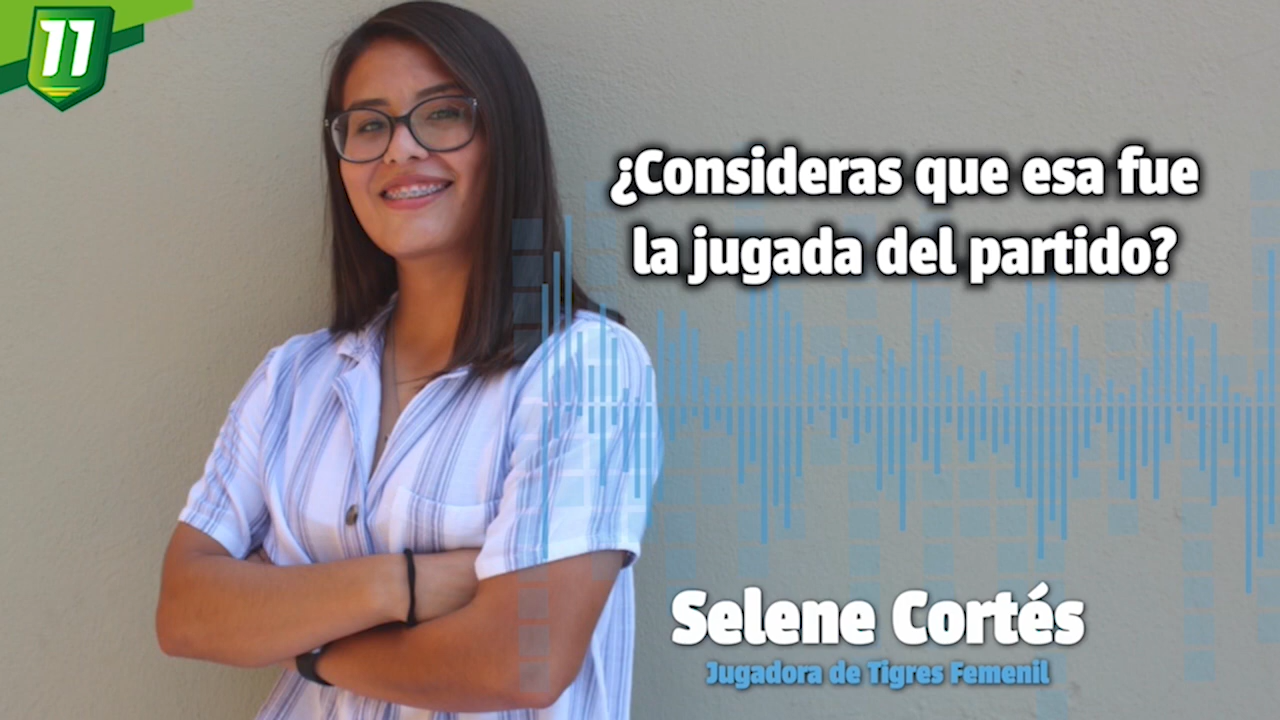 11
¿Consideras que esa fue
la jugada del partido?
Selene Cortés
Jugadora de Tigres Femenil